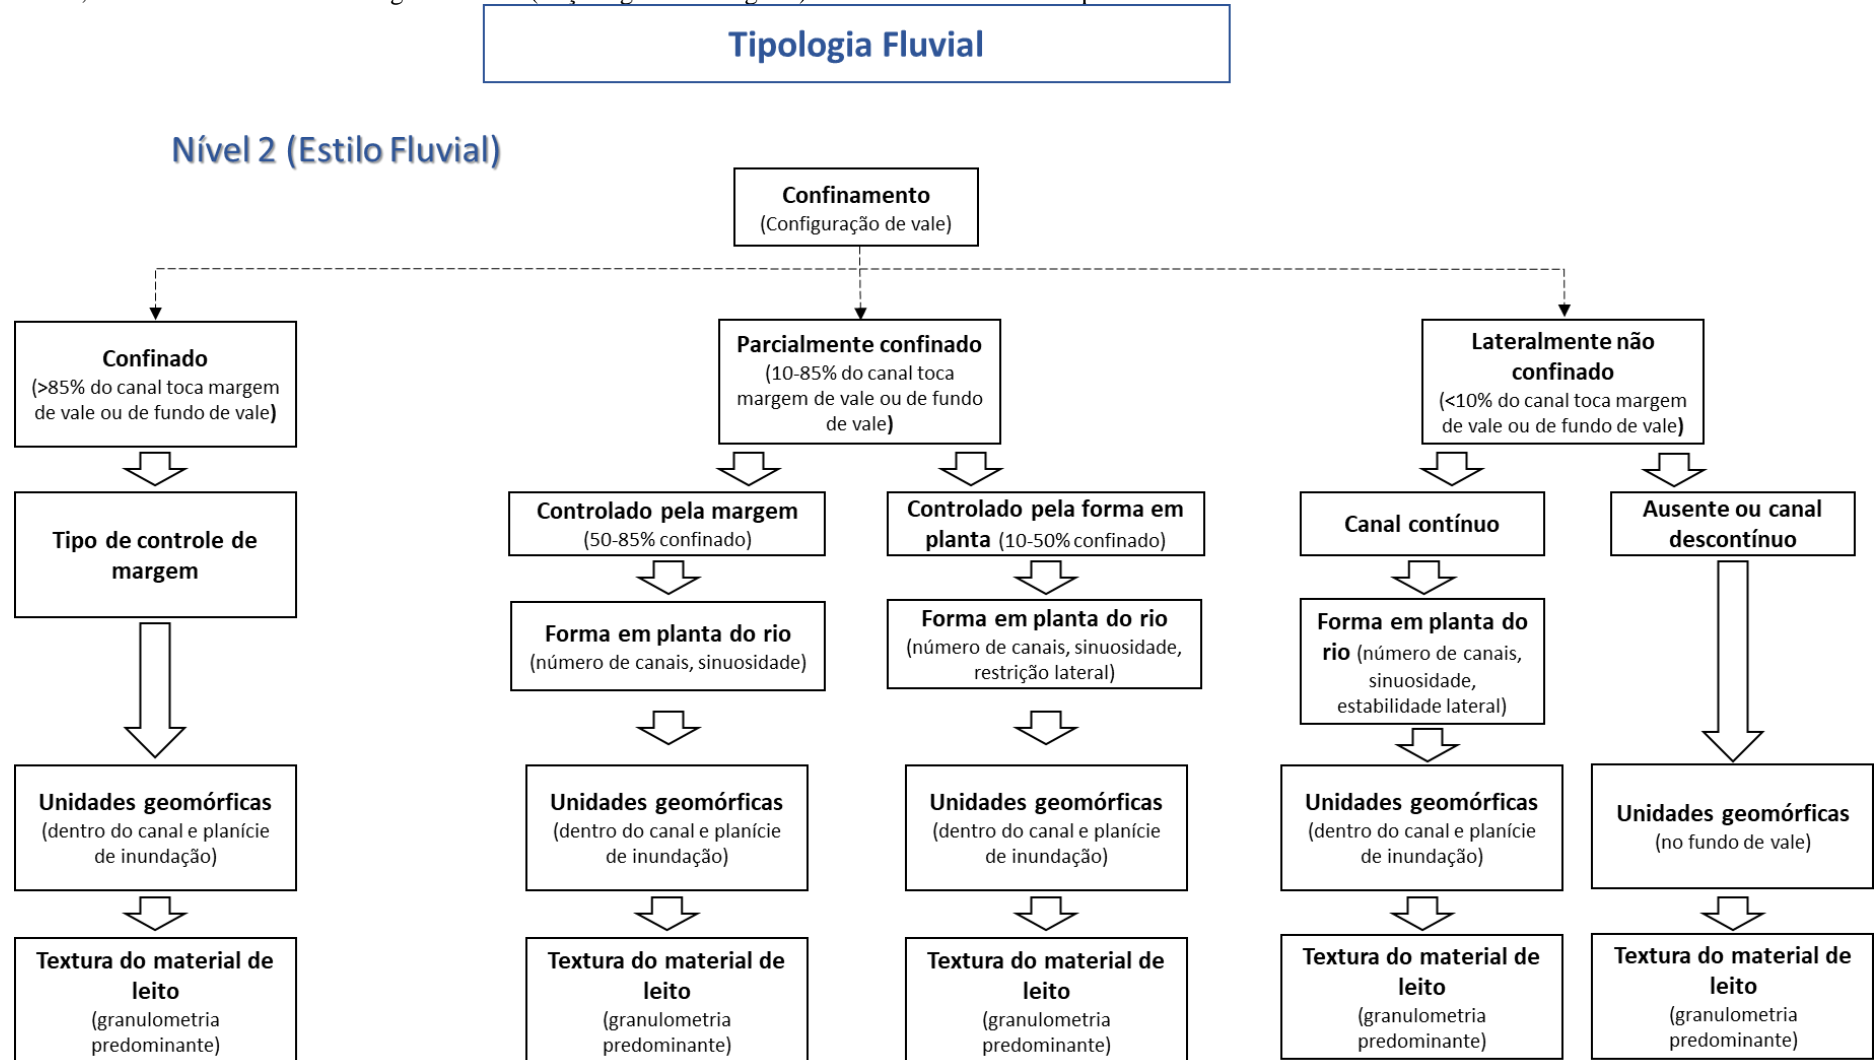 Tipologia Fluvial
Nível 2 (Estilo Fluvial)
Confinamento
(Configuração de vale)
Confinado
(>85% do canal toca margem
de vale ou de fundo de vale)
Parcialmente confinado
(10-85% do canal toca
margem de vale ou de fundo
de vale)
Lateralmente não
confinado
(<10% do canal toca margem
de vale ou de fundo de vale)
Tipo de controle de
margem
Controlado pela margem
(50-85% confinado)
Controlado pela forma em
planta (10-50% confinado)
Canal contínuo
Ausente ou canal
descontínuo
Forma em planta do rio
(número de canais, sinuosidade)
Forma em planta do rio
(número de canais, sinuosidade,
restrição lateral)
Forma em planta do
rio (número de canais,
sinuosidade,
estabilidade lateral)
Unidades geomórficas
(dentro do canal e planície
de inundação)
Unidades geomórficas
(dentro do canal e planície
de inundação)
Unidades geomórficas
(dentro do canal e planície
de inundação)
Unidades geomórficas
(dentro do canal e planície
de inundação)
Unidades geomórficas
(no fundo de vale)
Textura do material de
leito
(granulometria
predominante)
Textura do material de
leito
(granulometria
predominante)
Textura do material de
leito
(granulometria
predominante)
Textura do material de
leito
(granulometria
predominante)
Textura do material de
leito
(granulometria
predominante)